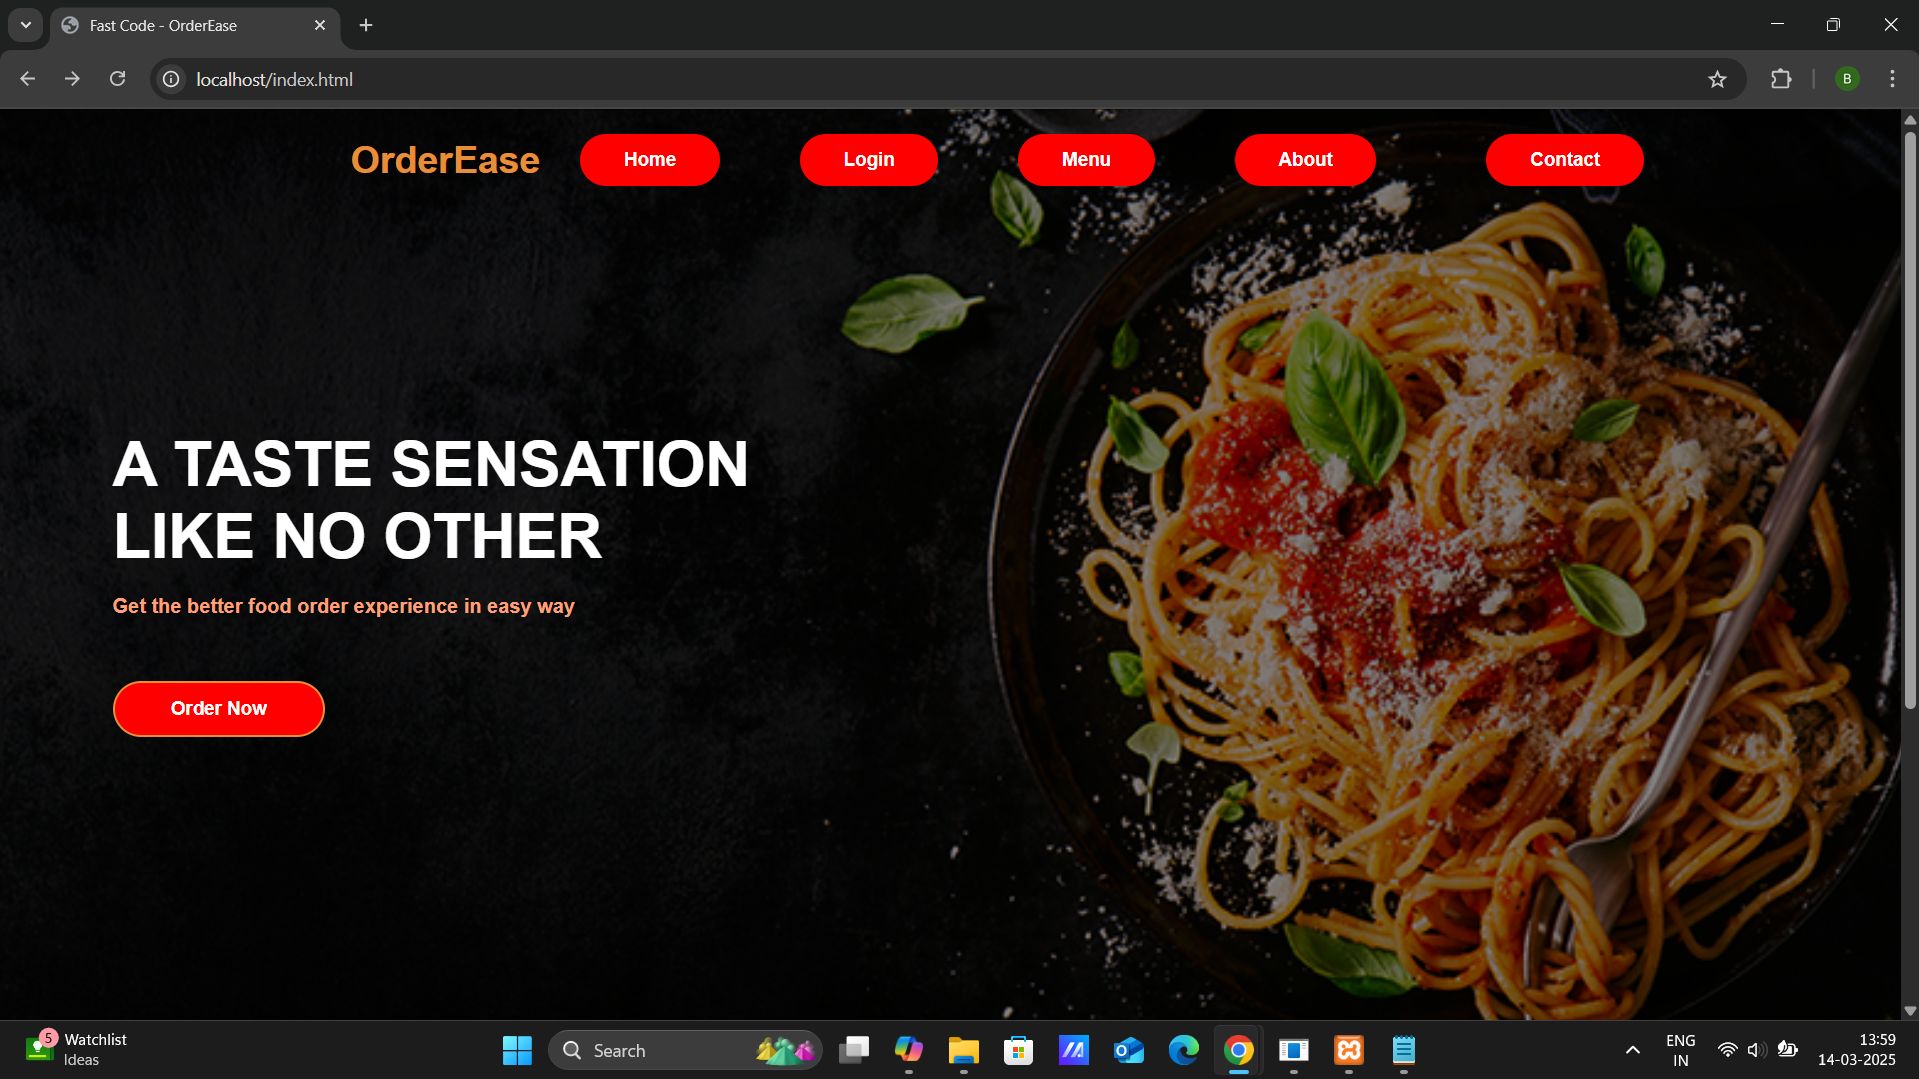 Fast Code - OrderEase
localhost/index.html
B
OrderEase
Home
Login
Menu
About
Contact
A TASTE SENSATION
LIKE NO OTHER
Get the better food order experience in easy way
Order Now
5
Watchlist
Ideas
Search
ENG
IN
13:59
14-03-2025